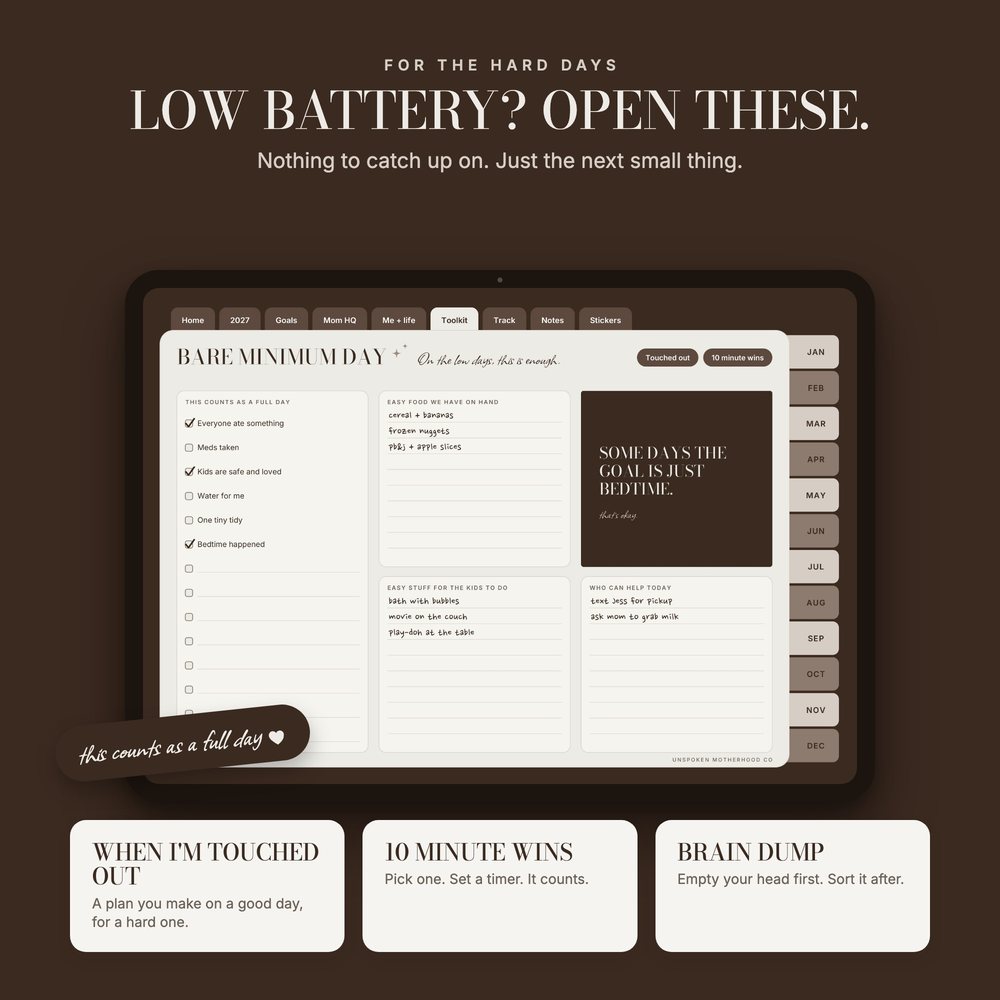 FOR THE HARD DAYS
LOW BATTERY? OPEN THESE.
Nothing to catch up on. Just the next small thing.
Home
2027
Goals
Mom HQ
Me + life
Toolkit
Track
Notes
Stickers
BARE MINIMUM DAY
On the low days, this is enough.
Touched out
10 minute wins
THIS COUNTS AS A FULL DAY
Everyone ate something
Meds taken
Kids are safe and loved
Water for me
One tiny tidy
Bedtime happened
EASY FOOD WE HAVE ON HAND
cereal + bananas
frozen nuggets
pb&j + apple slices
SOME DAYS THE
GOAL IS JUST
BEDTIME.
that's okay.
EASY STUFF FOR THE KIDS TO DO
bath with bubbles
movie on the couch
play-doh at the table
WHO CAN HELP TODAY
text Jess for pickup
ask mom to grab milk
UNSPOKEN MOTHERHOOD CO
JAN
FEB
MAR
APR
MAY
JUN
JUL
AUG
SEP
OCT
NOV
DEC
this counts as a full day
WHEN I'M TOUCHED
OUT
A plan you make on a good day,
for a hard one.
10 MINUTE WINS
Pick one. Set a timer. It counts.
BRAIN DUMP
Empty your head first. Sort it after.